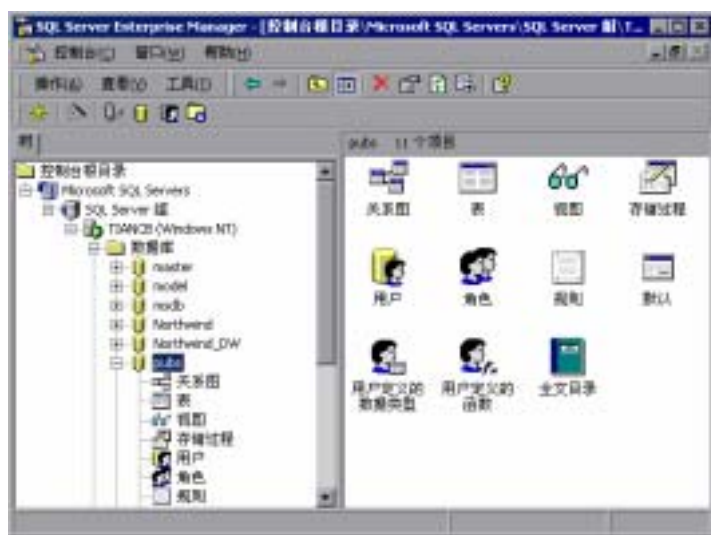 SQL Server Enterprise Manager - [控制台根目录\Microsoft SQL Servers\SQL Server 组\T...
控制台(C) 窗口(W) 帮助(H)
操作(A) 查看(V) 工具(T)
树
控制台根目录
Microsoft SQL Servers
SQL Server 组
(Windows NT)
数据库
master
model
msdb
Northwind
Northwind_DW
pubs
关系图
表
视图
存储过程
用户
角色
规则
pubs 11 个项目
关系图 表 视图 存储过程
用户 角色 规则 默认
用户定义的数据类型 用户定义的函数 全文目录